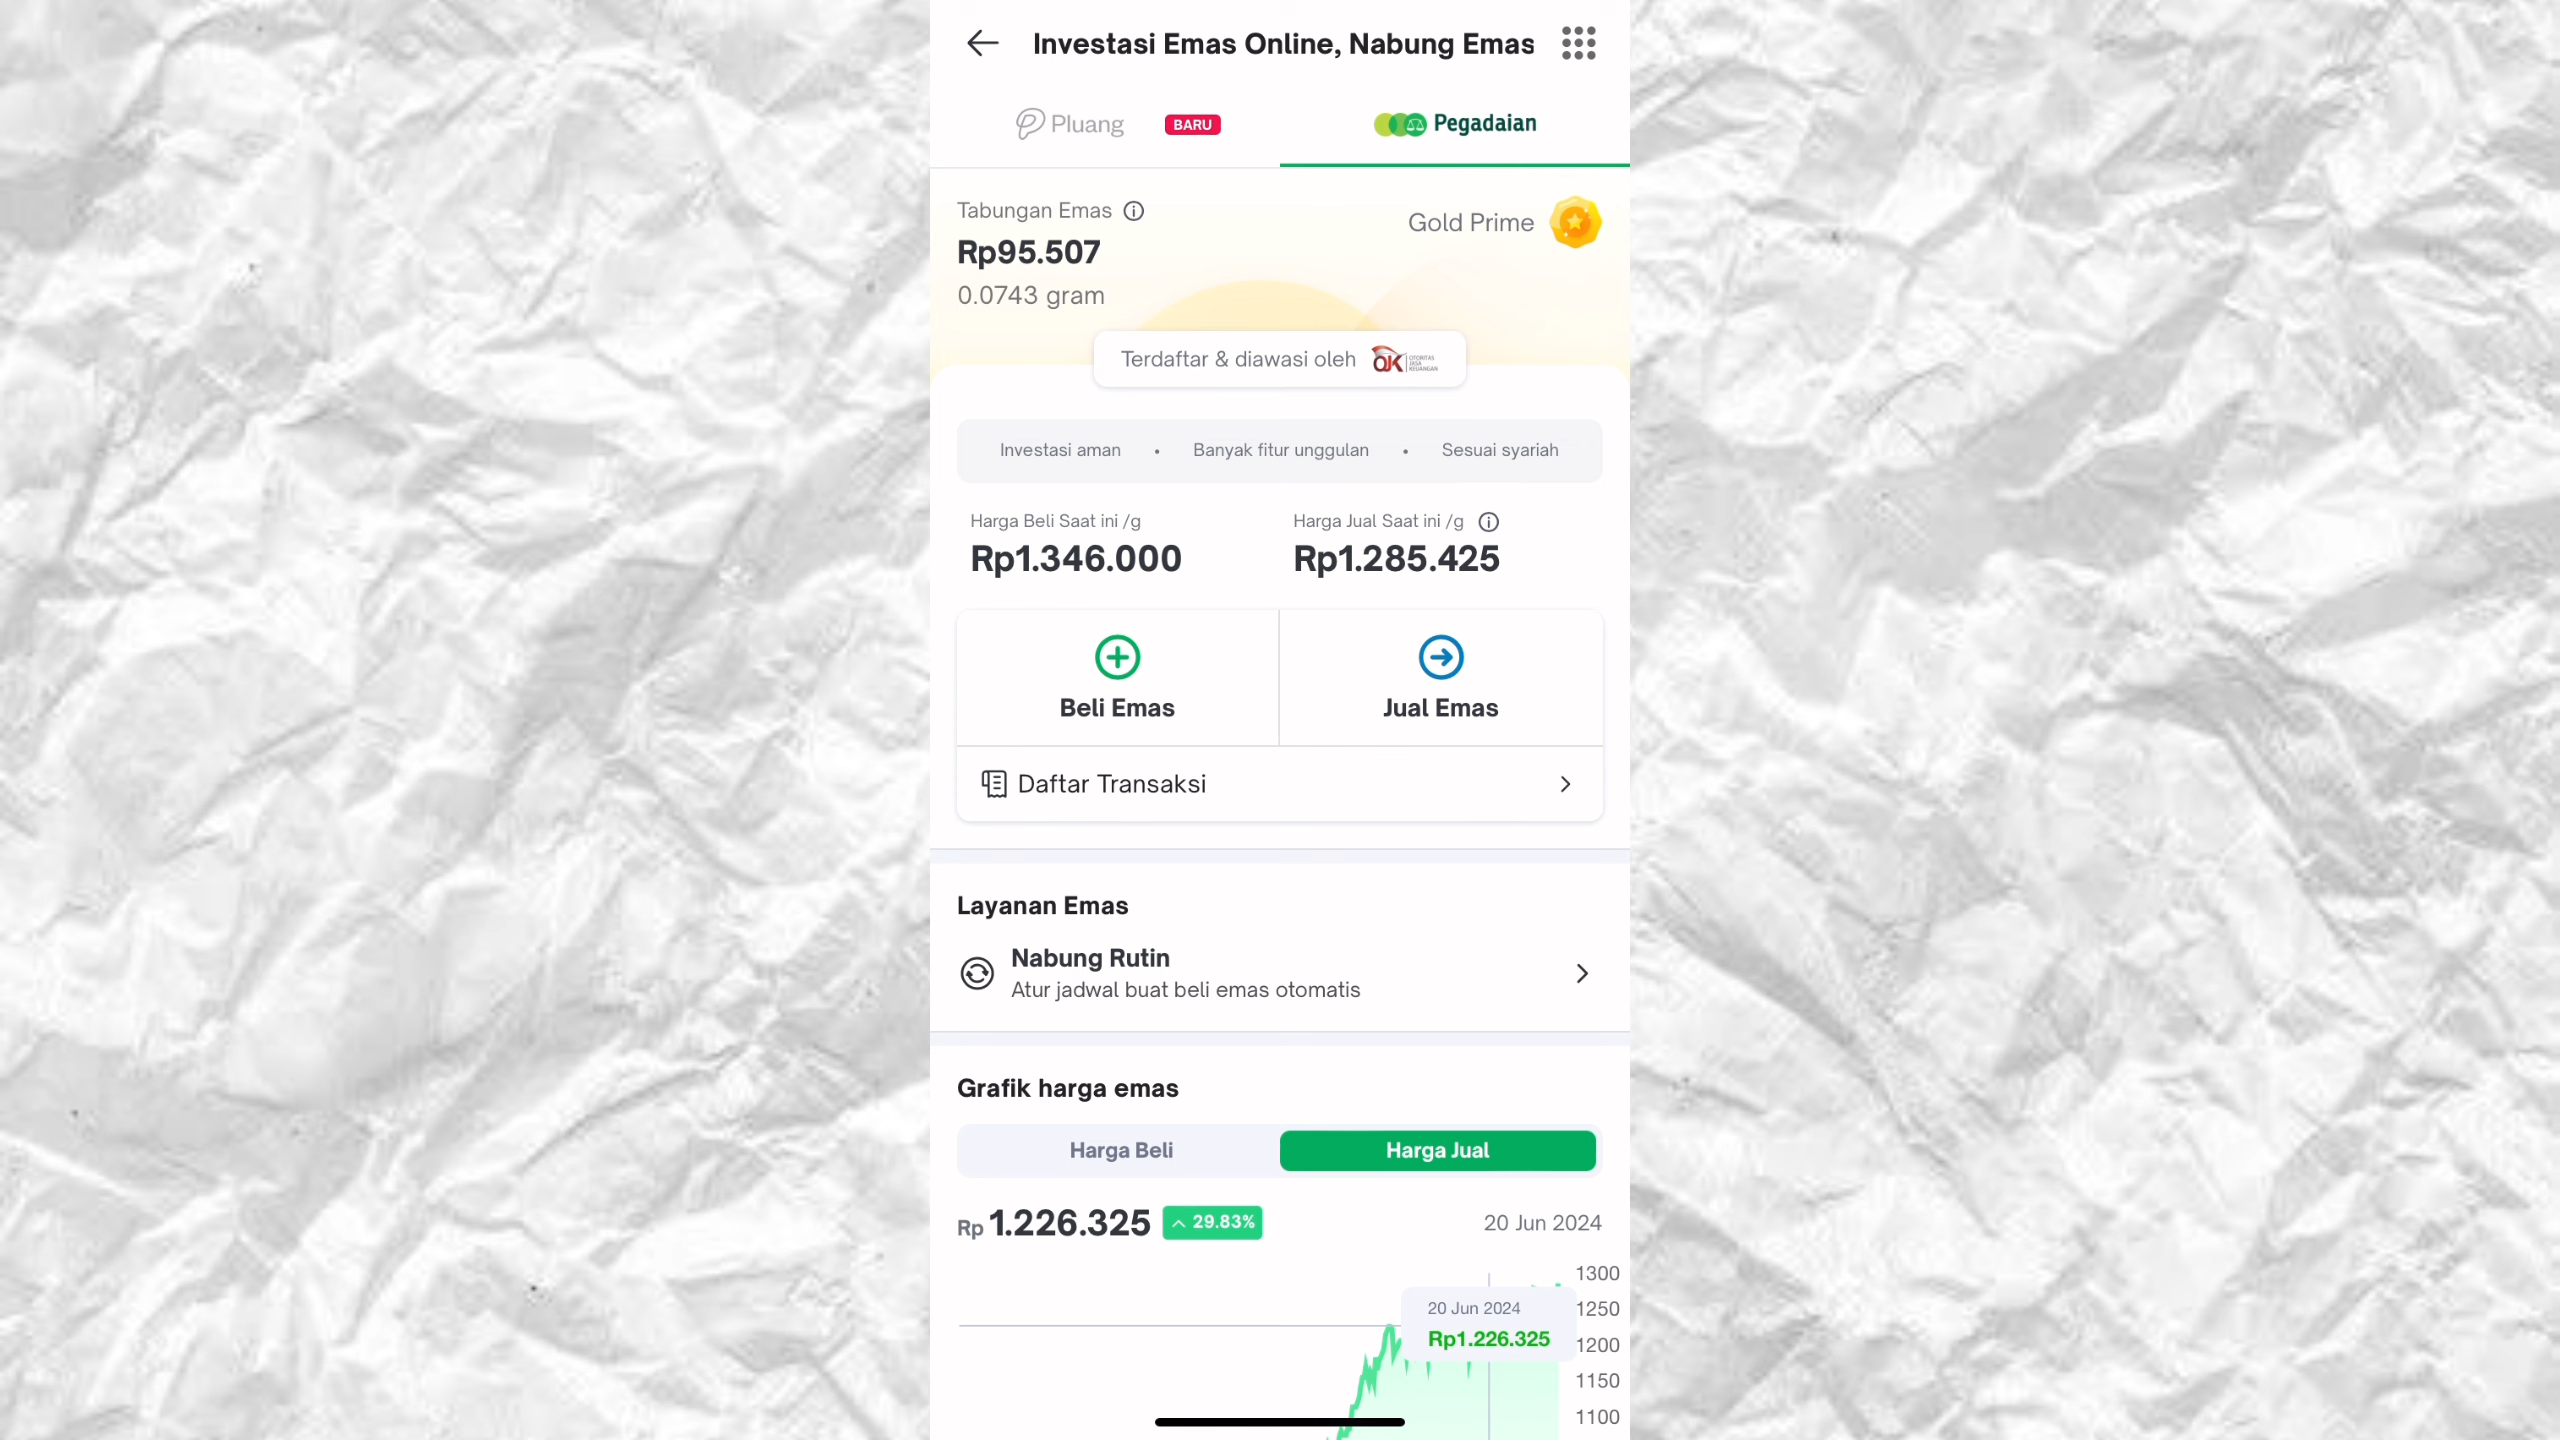 Investasi Emas Online, Nabung Emas
Pluang BARU Pegadaian
Tabungan Emas
Rp95.507
0.0743 gram
Gold Prime
Terdaftar & diawasi oleh OJK OTORITAS JASA KEUANGAN
Investasi aman • Banyak fitur unggulan • Sesuai syariah
Harga Beli Saat ini /g
Rp1.346.000
Harga Jual Saat ini /g
Rp1.285.425
Beli Emas
Jual Emas
Daftar Transaksi
Layanan Emas
Nabung Rutin
Atur jadwal buat beli emas otomatis
Grafik harga emas
Harga Beli Harga Jual
Rp 1.226.325 29.83% 20 Jun 2024
20 Jun 2024
Rp1.226.325
1300
1250
1200
1150
1100